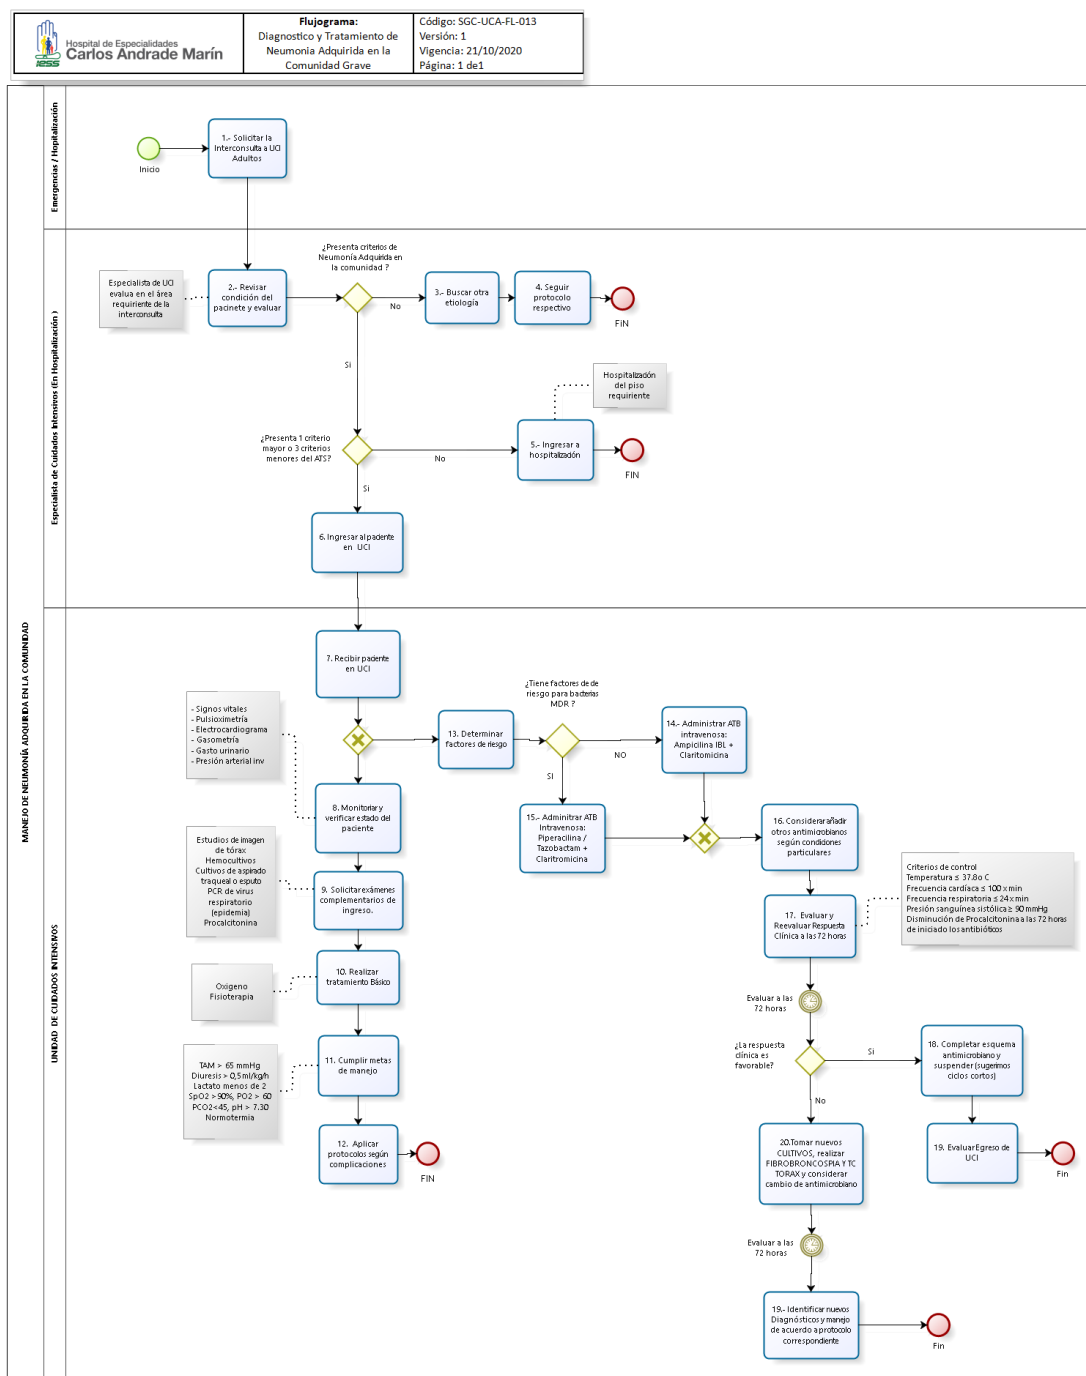 iess
Hospital de Especialidades
Carlos Andrade Marín
Flujograma:
Diagnostico y Tratamiento de
Neumonia Adquirida en la
Comunidad Grave
Código: SGC-UCA-FL-013
Versión: 1
Vigencia: 21/10/2020
Página: 1 de1
MANEJO DE NEUMONÍA ADQUIRIDA EN LA COMUNIDAD
Emergencias / Hopitalización
Inicio
1.- Solicitar la
Interconsulta a UCI
Adultos
Especialista de Cuidados Intensivos (En Hospitalización )
Especialista de UCI
evalua en el área
requiriente de la
interconsulta
2.- Revisar
condición del
pacinete y evaluar
¿Presenta criterios de
Neumonía Adquirida en
la comunidad ?
No
3.- Buscar otra
etiología
4. Seguir
protocolo
respectivo
FiN
Si
Hospitalización
del piso
requiriente
¿Presenta 1 criterio
mayor o 3 criterios
menores del ATS?
No
5.- Ingresar a
hospitalización
FIN
Si
6. Ingresar al paciente
en UCI
UNIDAD DE CUIDADOS INTENSIVOS
7. Recibir paciente
en UCI
- Signos vitales
- Pulsioximetría
- Electrocardiograma
- Gasometría
- Gasto urinario
- Presión arterial inv
8. Monitoriar y
verificar estado del
paciente
Estudios de imagen
de tórax
Hemocultivos
Cultivos de aspirado
traqueal o esputo
PCR de virus
respiratorio
(epidemia)
Procalcitonina
9. Solicitar exámenes
complementarios de
ingreso.
Oxigeno
Fisioterapia
10. Realizar
tratamiento Básico
TAM > 65 mmHg
Diuresis > 0,5ml/kg/h
Lactato menos de 2
SpO2 >90%, PO2 > 60
PCO2<45, pH > 7.30
Normotermia
11. Cumplir metas
de manejo
12. Aplicar
protocolos según
complicaciones
FIN
13. Determinar
factores de riesgo
¿Tiene factores de de
riesgo para bacterias
MDR ?
NO
14.- Administrar ATB
intravenosa:
Ampicilina IBL +
Claritomicina
SI
15.- Adminitrar ATB
Intravenosa:
Piperacilina /
Tazobactam +
Claritromicina
16. Considerar añadir
otros antimicrobianos
según condiciones
particulares
17. Evaluar y
Reevaluar Respuesta
Clínica a las 72 horas
Criterios de control
Temperatura ≤ 37.8 o C
Frecuencia cardíaca ≤ 100 x min
Frecuencia respiratoria ≤ 24 x min
Presión sanguínea sistólica ≥ 90 mmHg
Disminución de Procalcitonina a las 72 horas
de iniciado los antibióticos
Evaluar a las
72 horas
¿La respuesta
clínica es
favorable?
Si
18. Completar esquema
antimicrobiano y
suspender (sugerimos
ciclos cortos)
19. Evaluar Egreso de
UCI
Fin
No
20.Tomar nuevos
CULTIVOS, realizar
FIBROBRONCOSPIA Y TC
TORAX y considerar
cambio de antimicrobiano
Evaluar a las
72 horas
19.- Identificar nuevos
Diagnósticos y manejo
de acuerdo a protocolo
correspondiente
Fin